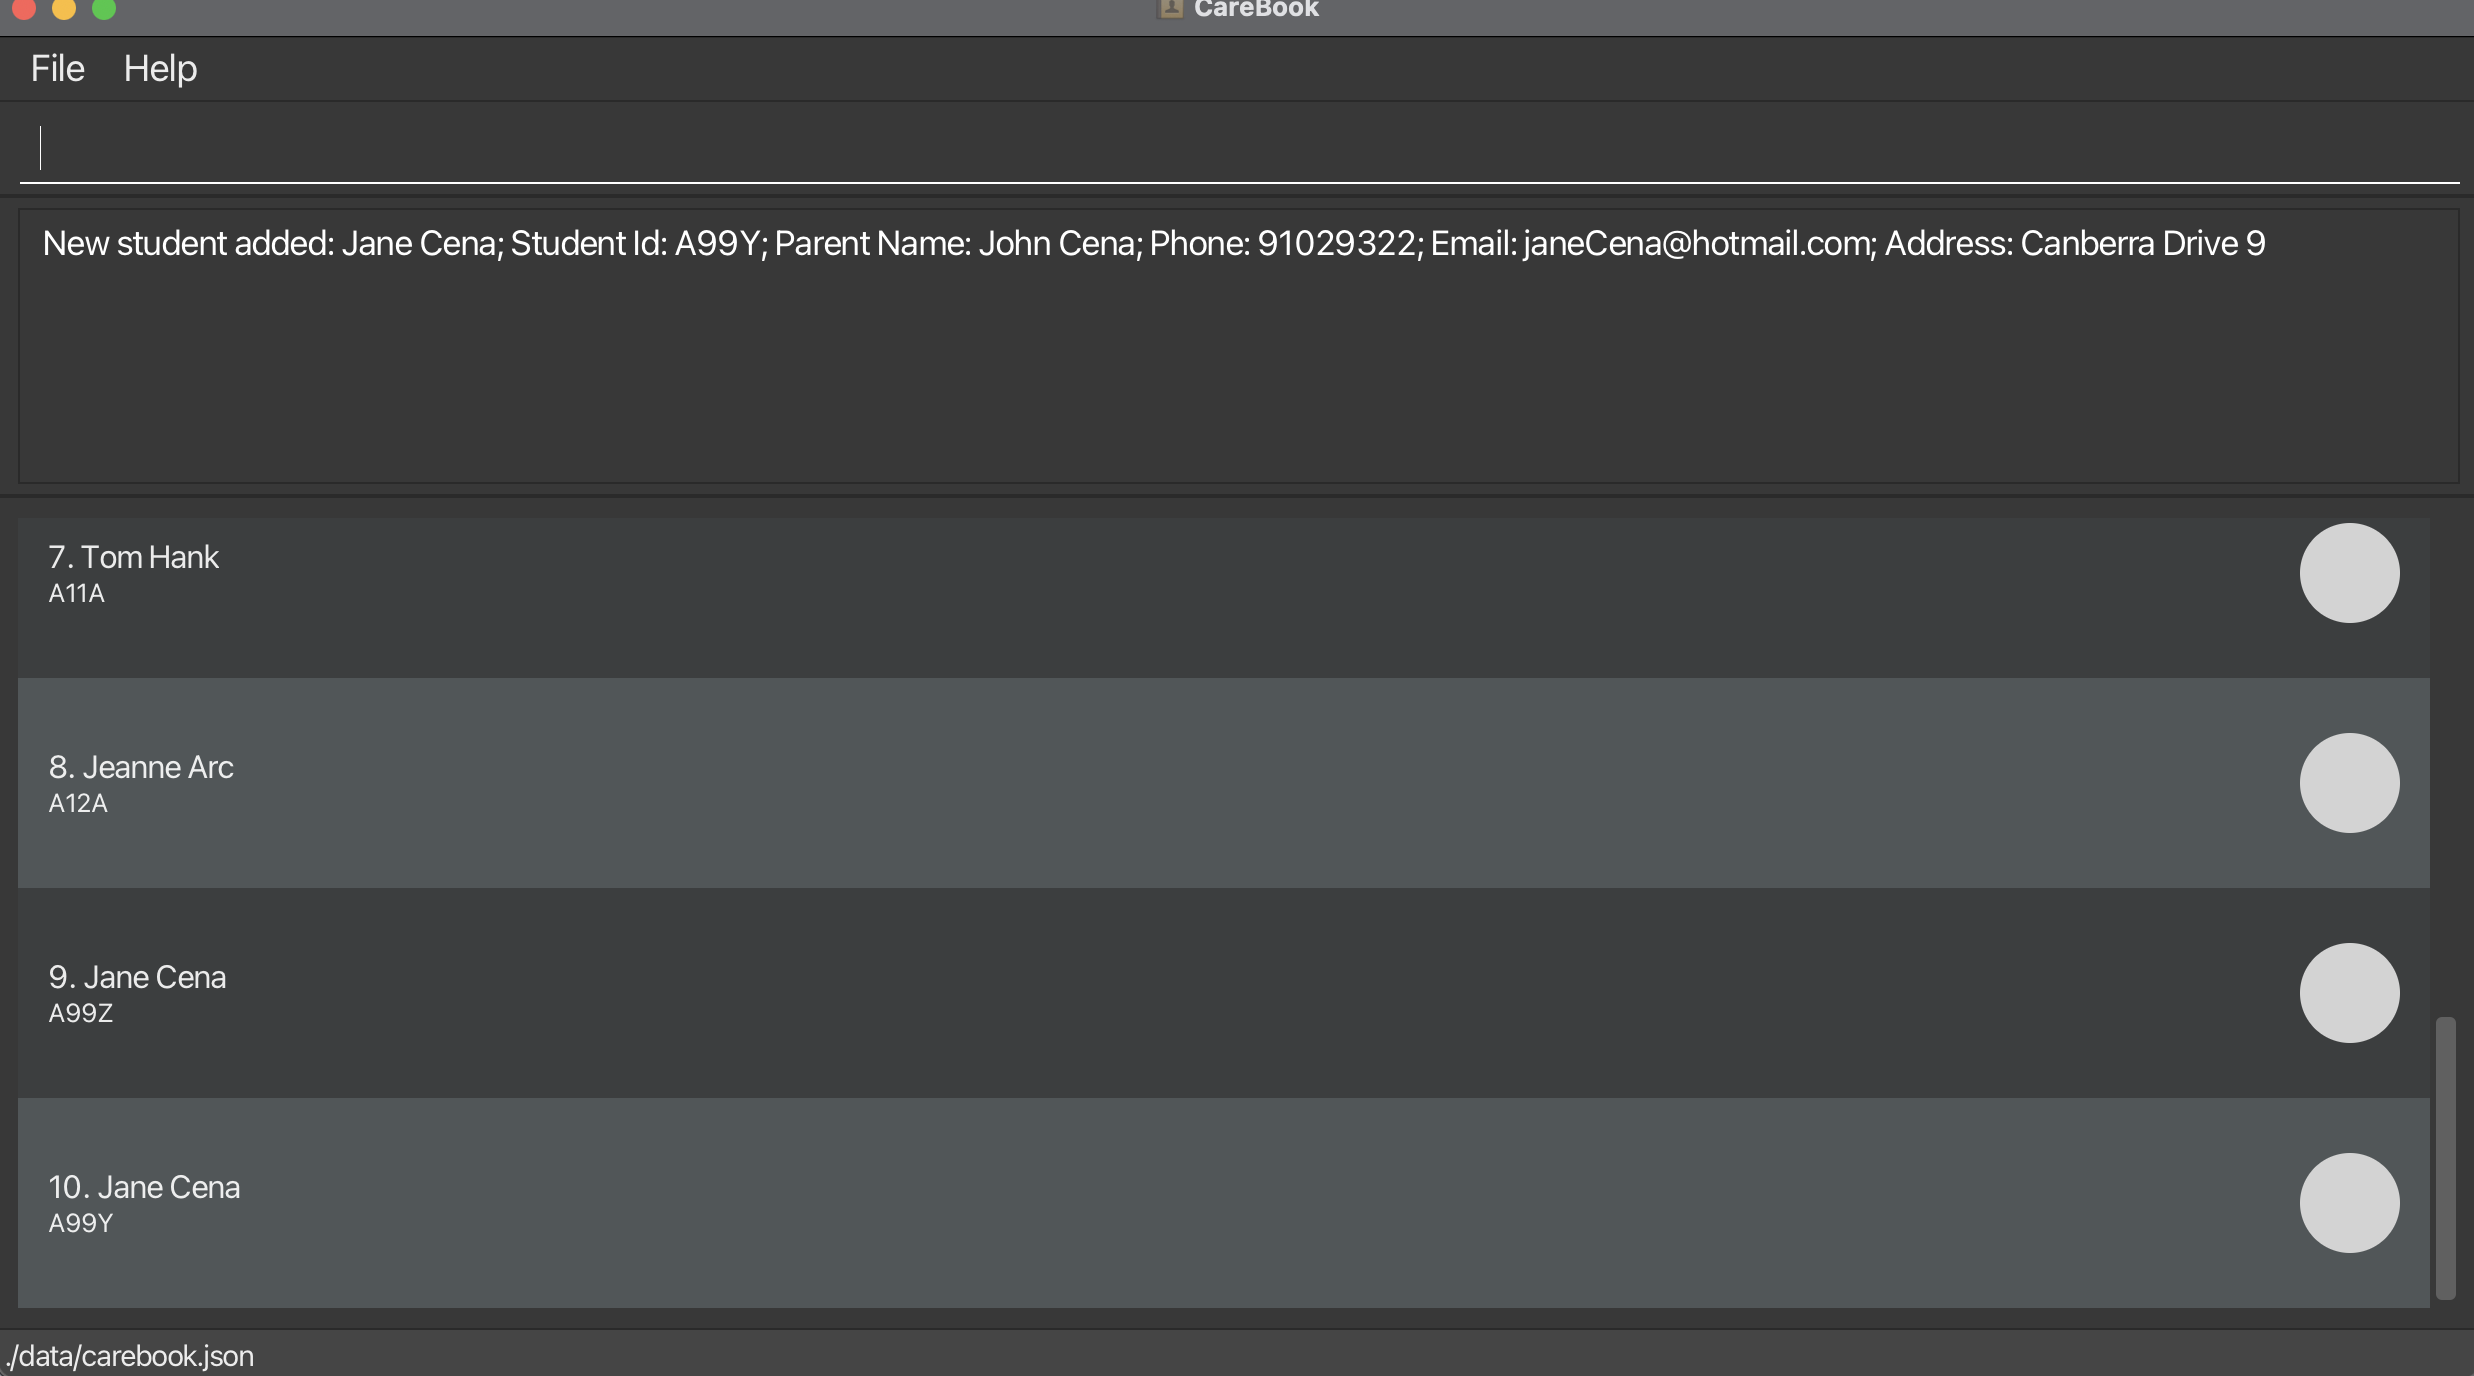 CareBook
File Help
New student added: Jane Cena; Student Id: A99Y; Parent Name: John Cena; Phone: 91029322; Email: janeCena@hotmail.com; Address: Canberra Drive 9
7. Tom Hank
A11A
8. Jeanne Arc
A12A
9. Jane Cena
A99Z
10. Jane Cena
A99Y
./data/carebook.json